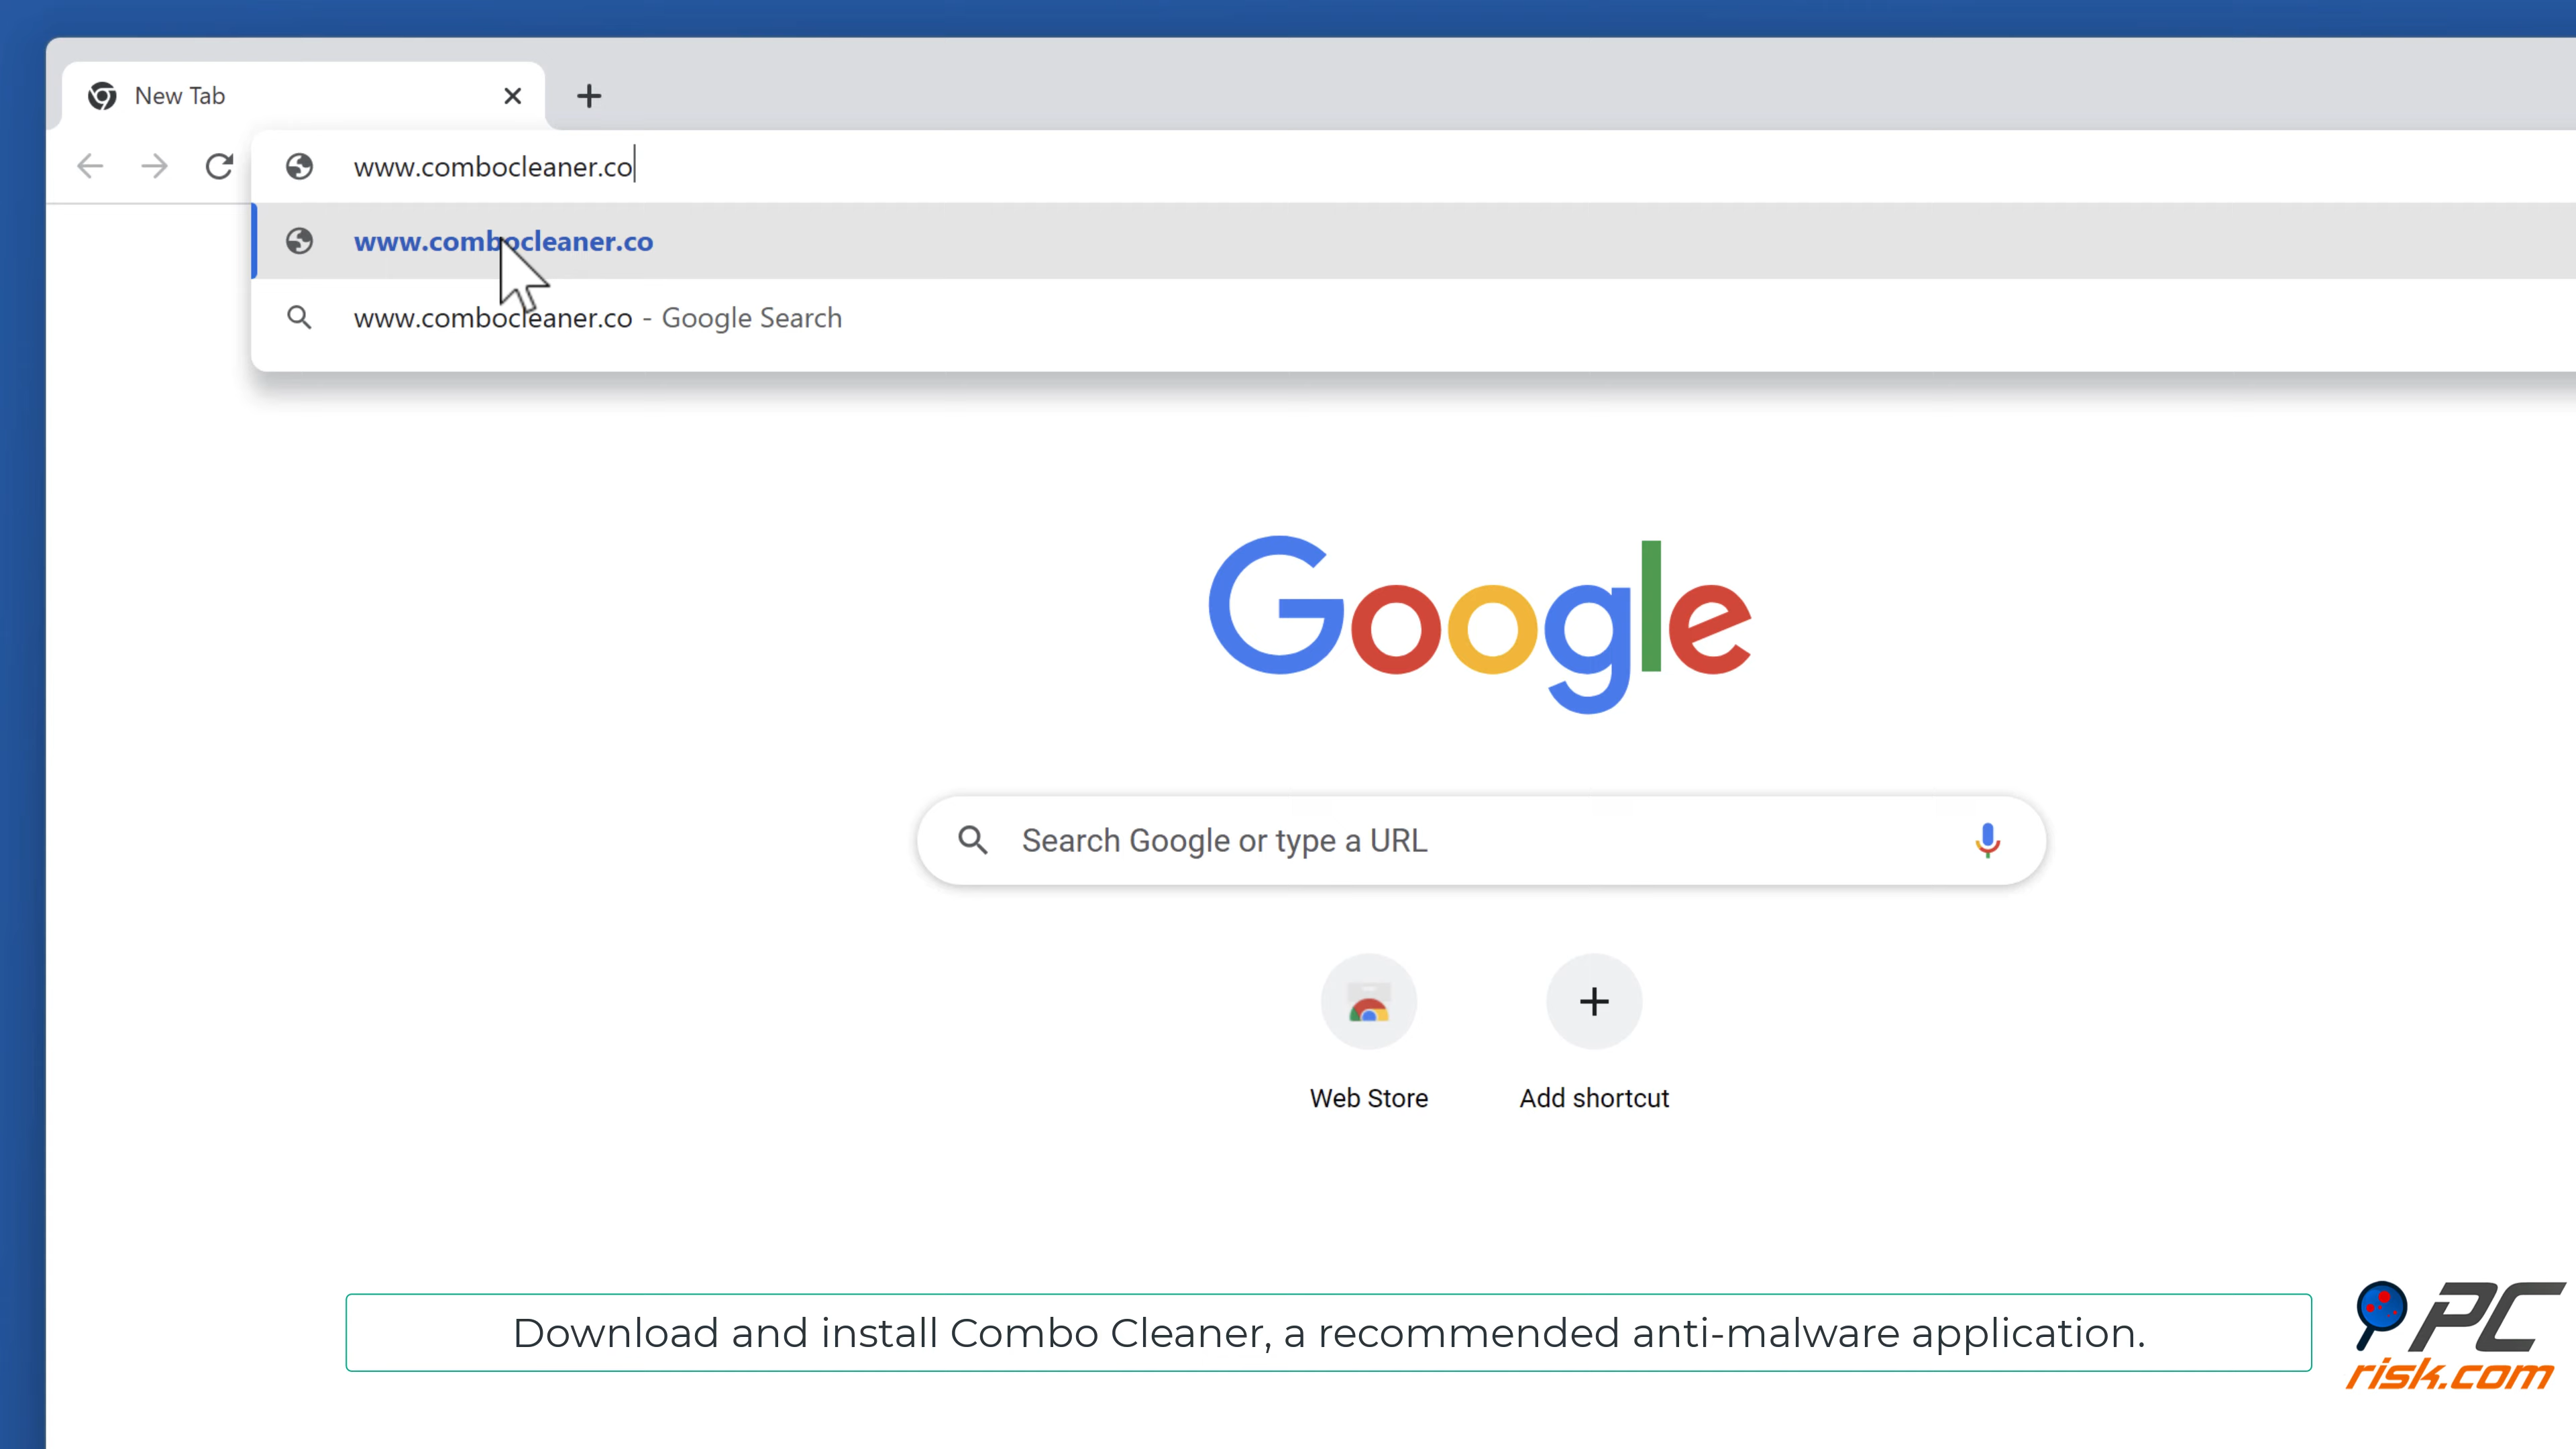 New Tab
www.combocleaner.co
www.combocleaner.co
www.combocleaner.co - Google Search
Google
Search Google or type a URL
Web Store
Add shortcut
Download and install Combo Cleaner, a recommended anti-malware application.
PC
risk.com